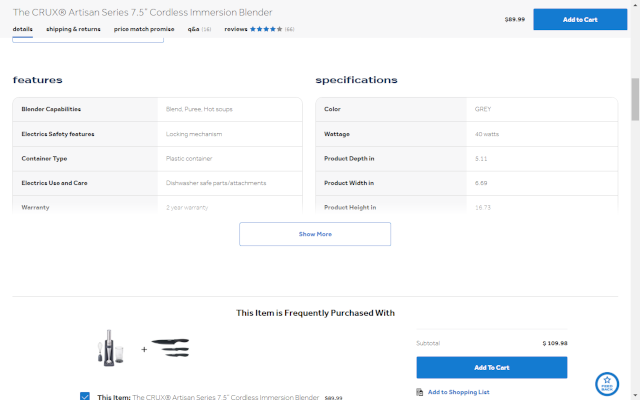 The CRUX® Artisan Series 7.5" Cordless Immersion Blender
$89.99
Add to Cart
details shipping & returns price match promise q&a (16) reviews (66)
features
specifications
Blender Capabilities Blend, Puree, Hot soups
Color GREY
Electrics Safety features Locking mechanism
Wattage 40 watts
Container Type Plastic container
Product Depth in 5.11
Electrics Use and Care Dishwasher safe parts/attachments
Product Width in 6.69
Warranty 2 year warranty
Product Height in 16.73
Show More
This Item is Frequently Purchased With
+
Subtotal $ 109.98
Add To Cart
Add to Shopping List
This Item: The CRUX® Artisan Series 7.5" Cordless Immersion Blender $89.99
FEED
BACK